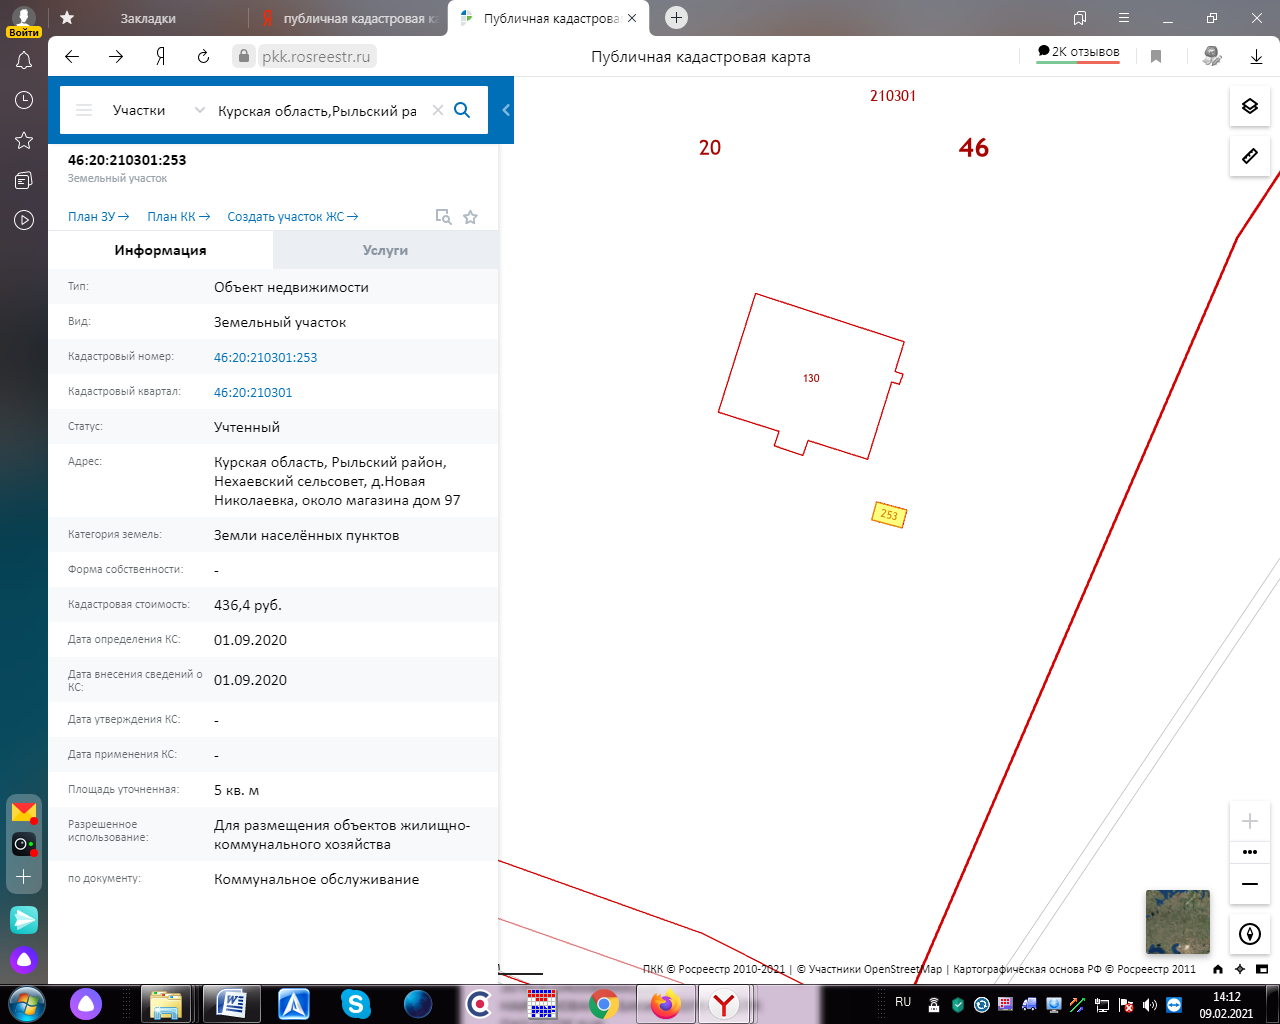 Войти
Закладки
публичная кадастровая ка
Публичная кадастрова
pkk.rosreestr.ru
Публичная кадастровая карта
2К отзывов
Участки
Курская область,Рыльский ра
46:20:210301:253
Земельный участок
План ЗУ →
План КК →
Создать участок ЖС →
Информация
Услуги
Тип:
Объект недвижимости
Вид:
Земельный участок
Кадастровый номер:
46:20:210301:253
Кадастровый квартал:
46:20:210301
Статус:
Учтенный
Адрес:
Курская область, Рыльский район,
Нехаевский сельсовет, д.Новая
Николаевка, около магазина дом 97
Категория земель:
Земли населённых пунктов
Форма собственности:
-
Кадастровая стоимость:
436,4 руб.
Дата определения КС:
01.09.2020
Дата внесения сведений о
КС:
01.09.2020
Дата утверждения КС:
-
Дата применения КС:
-
Площадь уточненная:
5 кв. м
Разрешенное
использование:
Для размещения объектов жилищно-
коммунального хозяйства
по документу:
Коммунальное обслуживание
210301
20
46
130
253
ПКК © Росреестр 2010-2021 | © Участники OpenStreetMap | Картографическая основа РФ © Росреестр 2011
RU
14:12
09.02.2021